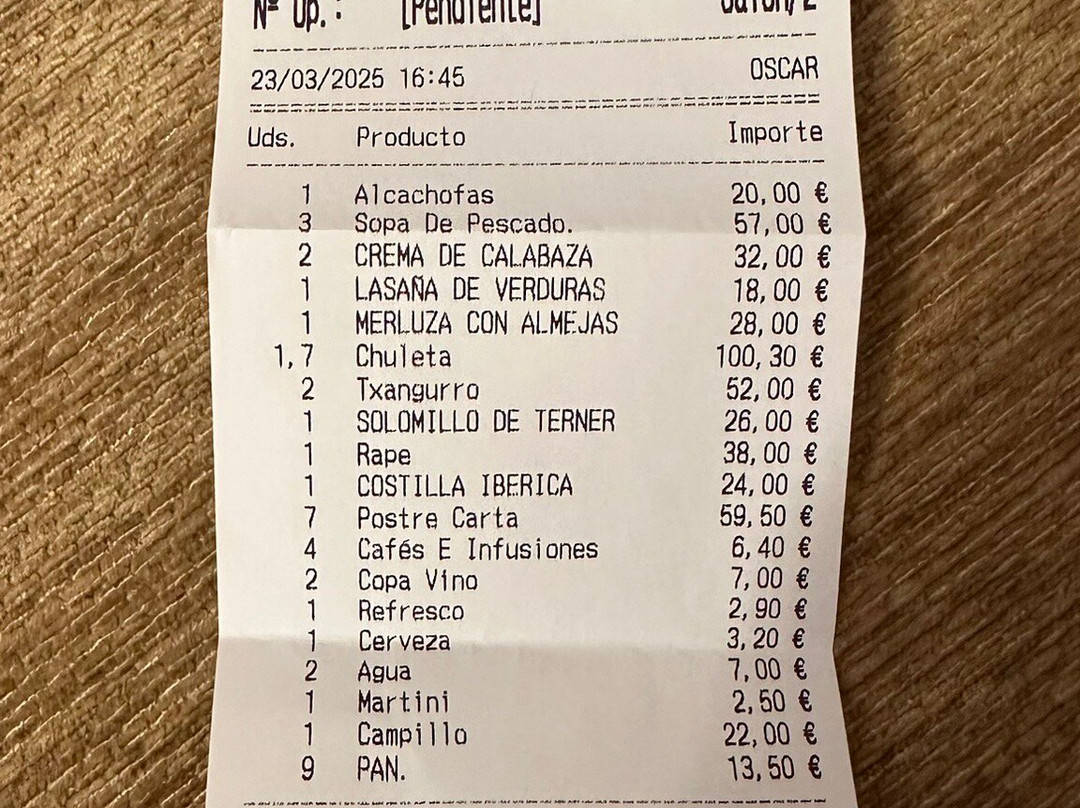 Nº Op.: [Pendiente]
23/03/2025 16:45 OSCAR
Uds. Producto Importe
1 Alcachofas 20,00 €
3 Sopa De Pescado. 57,00 €
2 CREMA DE CALABAZA 32,00 €
1 LASAÑA DE VERDURAS 18,00 €
1 MERLUZA CON ALMEJAS 28,00 €
1,7 Chuleta 100,30 €
2 Txangurro 52,00 €
1 SOLOMILLO DE TERNER 26,00 €
1 Rape 38,00 €
1 COSTILLA IBERICA 24,00 €
7 Postre Carta 59,50 €
4 Cafés E Infusiones 6,40 €
2 Copa Vino 7,00 €
1 Refresco 2,90 €
1 Cerveza 3,20 €
2 Agua 7,00 €
1 Martini 2,50 €
1 Campillo 22,00 €
9 PAN. 13,50 €